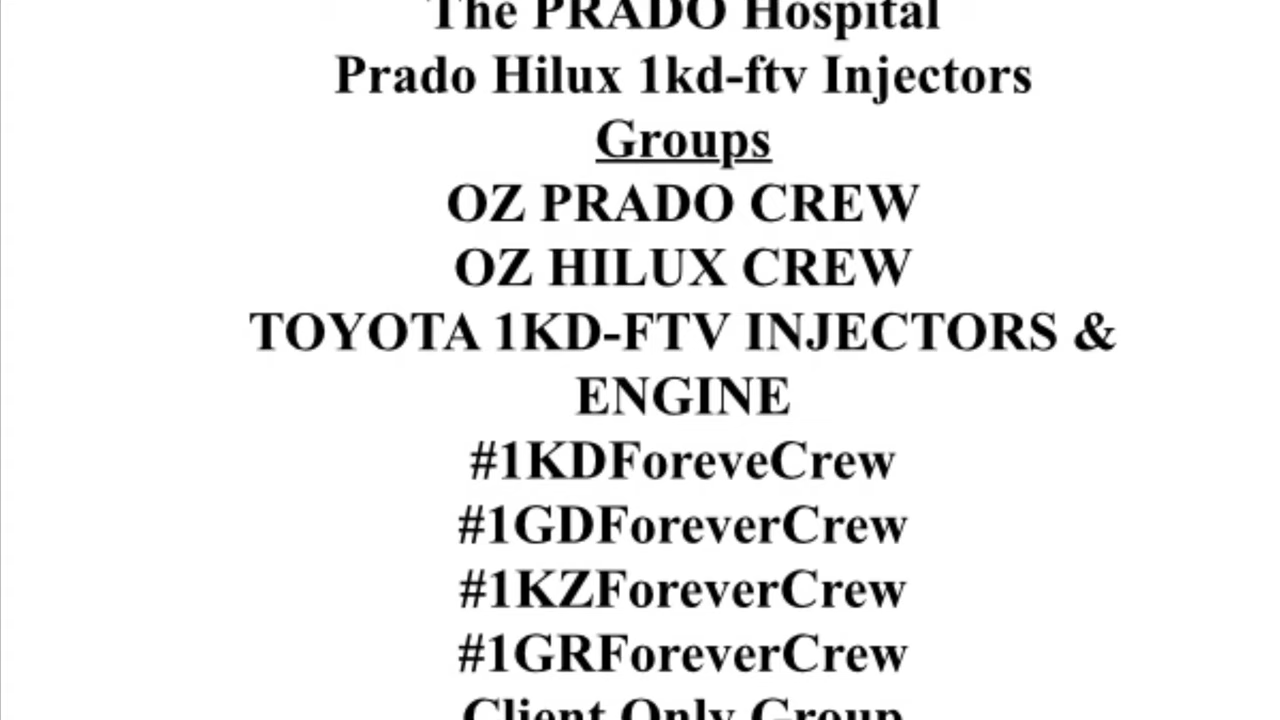 The PRADO Hospital
Prado Hilux 1kd-ftv Injectors
Groups
OZ PRADO CREW
OZ HILUX CREW
TOYOTA 1KD-FTV INJECTORS &
ENGINE
#1KDForeveCrew
#1GDForeverCrew
#1KZForeverCrew
#1GRForeverCrew
Client Only Group